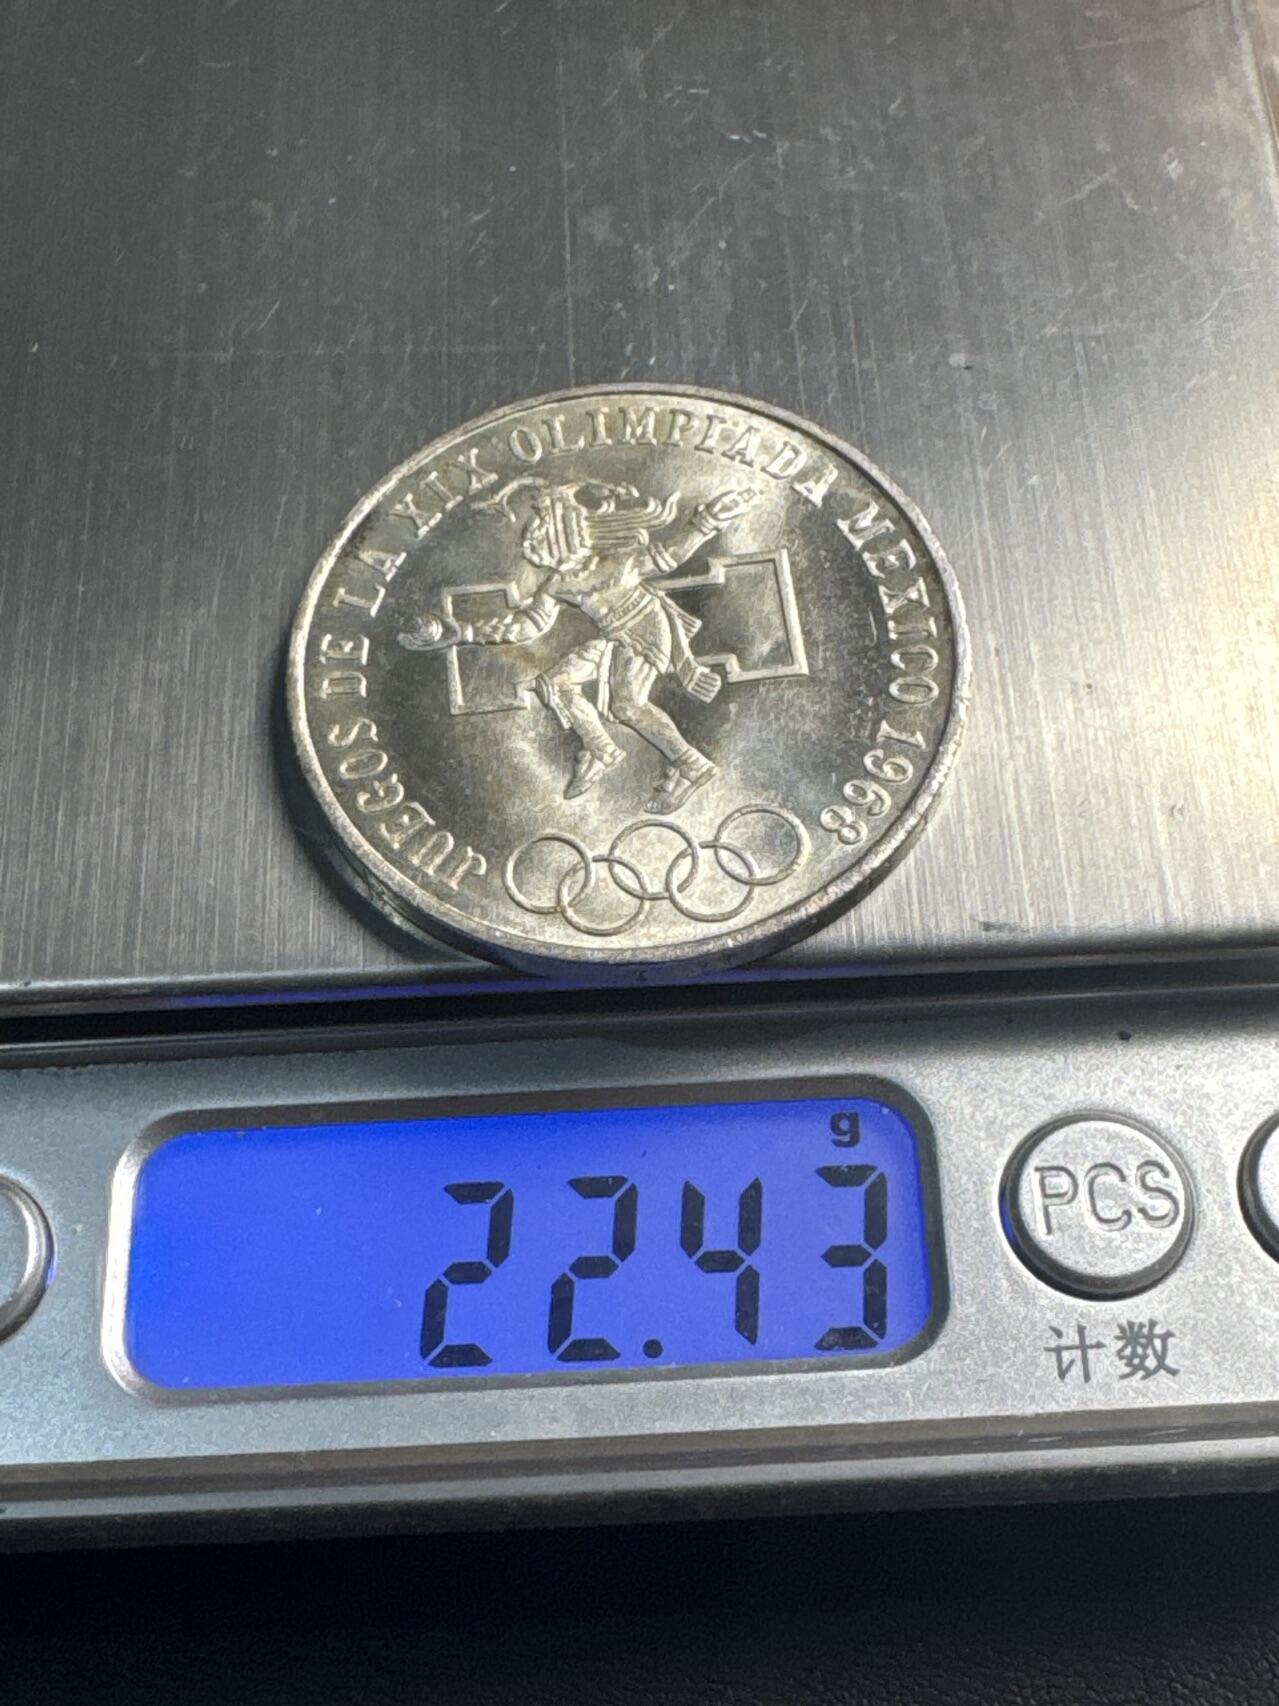 JUEGOS DE LA XIX OLIMPIADA MEXICO 1968
g
22.43
PCS
计数